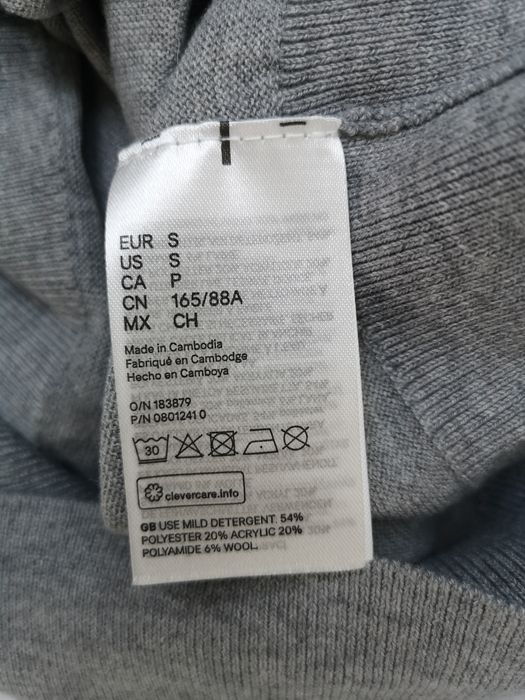 EUR S
US S
CA P
CN 165/88A
MX CH
Made in Cambodia
Fabriqué en Cambodge
Hecho en Camboya
O/N 183879
P/N 0801241 0
30
clevercare.info
GB USE MILD DETERGENT. 54%
POLYESTER 20% ACRYLIC 20%
POLYAMIDE 6% WOOL.